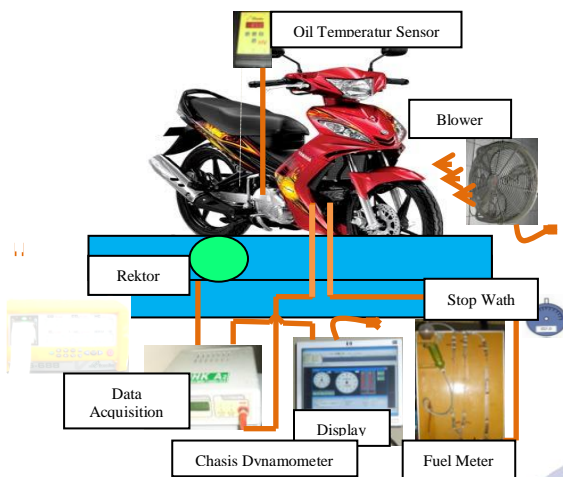 Oil Temperatur Sensor
Blower
Rektor
Stop Wath
Data
Acquisition
Display
Chasis Dynamometer
Fuel Meter